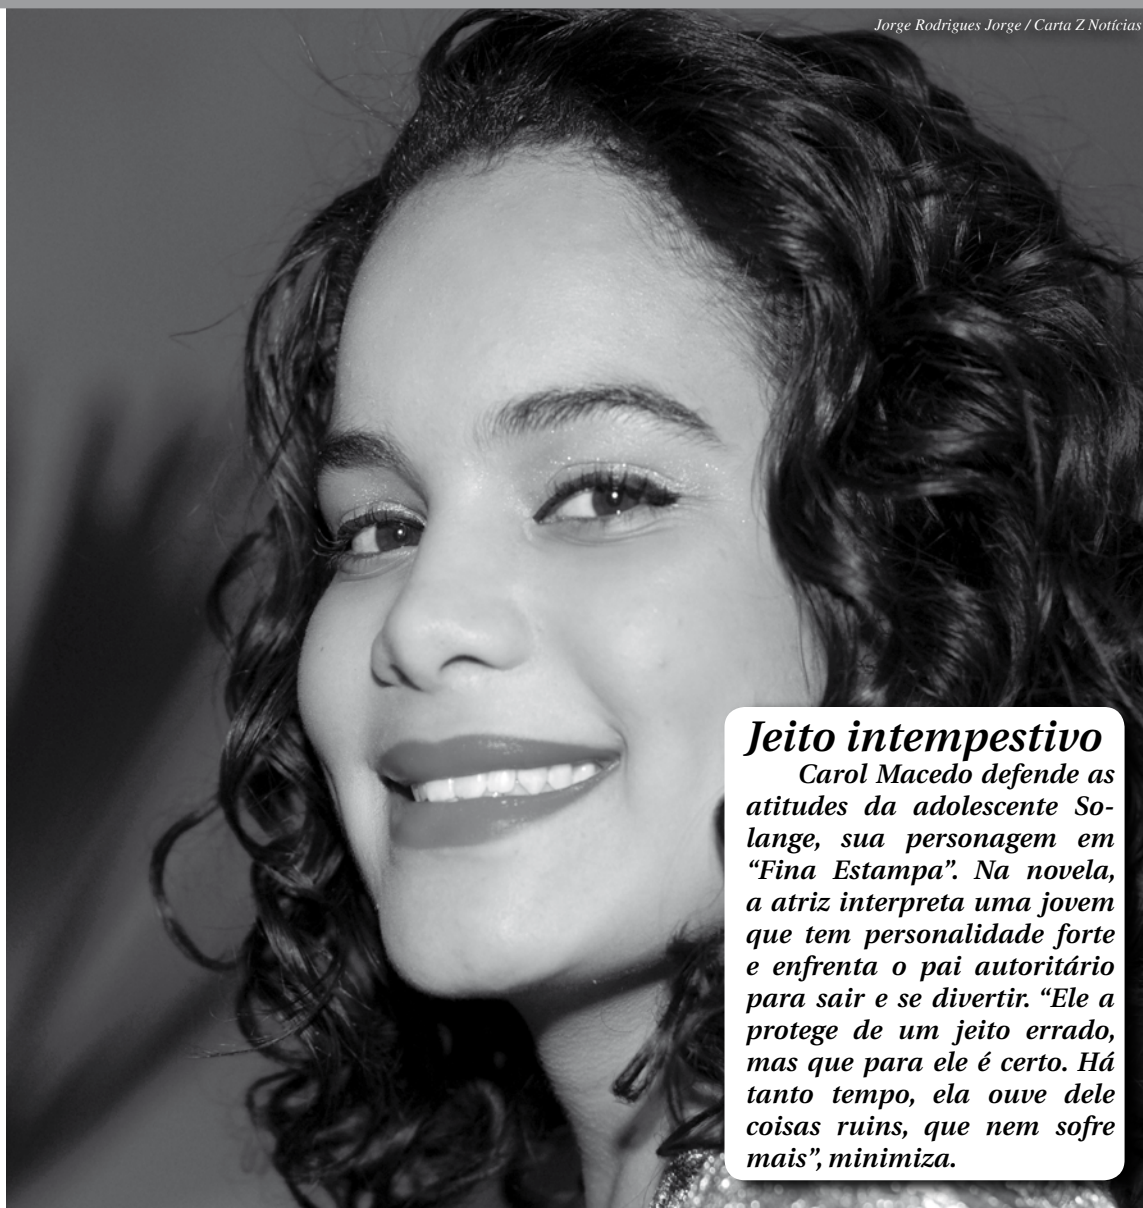 Jorge Rodrigues Jorge / Carta Z Notícias
Jeito intempestivo
Carol Macedo defende as
atitudes da adolescente So-
lange, sua personagem em
“Fina Estampa”. Na novela,
a atriz interpreta uma jovem
que tem personalidade forte
e enfrenta o pai autoritário
para sair e se divertir. “Ele a
protege de um jeito errado,
mas que para ele é certo. Há
tanto tempo, ela ouve dele
coisas ruins, que nem sofre
mais”, minimiza.